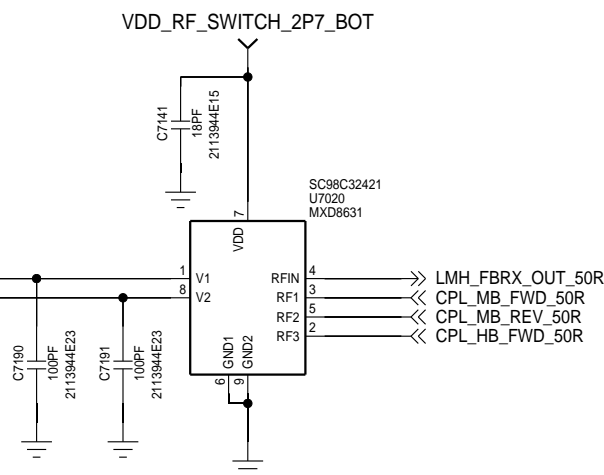 VDD_RF_SWITCH_2P7_BOT
C7141
18PF
2113944E15
SC98C32421
U7020
MXD8631
7
VDD
1
V1
RFIN
4
LMH_FBRX_OUT_50R
8
V2
RF1
3
CPL_MB_FWD_50R
RF2
5
CPL_MB_REV_50R
RF3
2
CPL_HB_FWD_50R
GND1
GND2
6
9
C7190
100PF
2113944E23
C7191
100PF
2113944E23